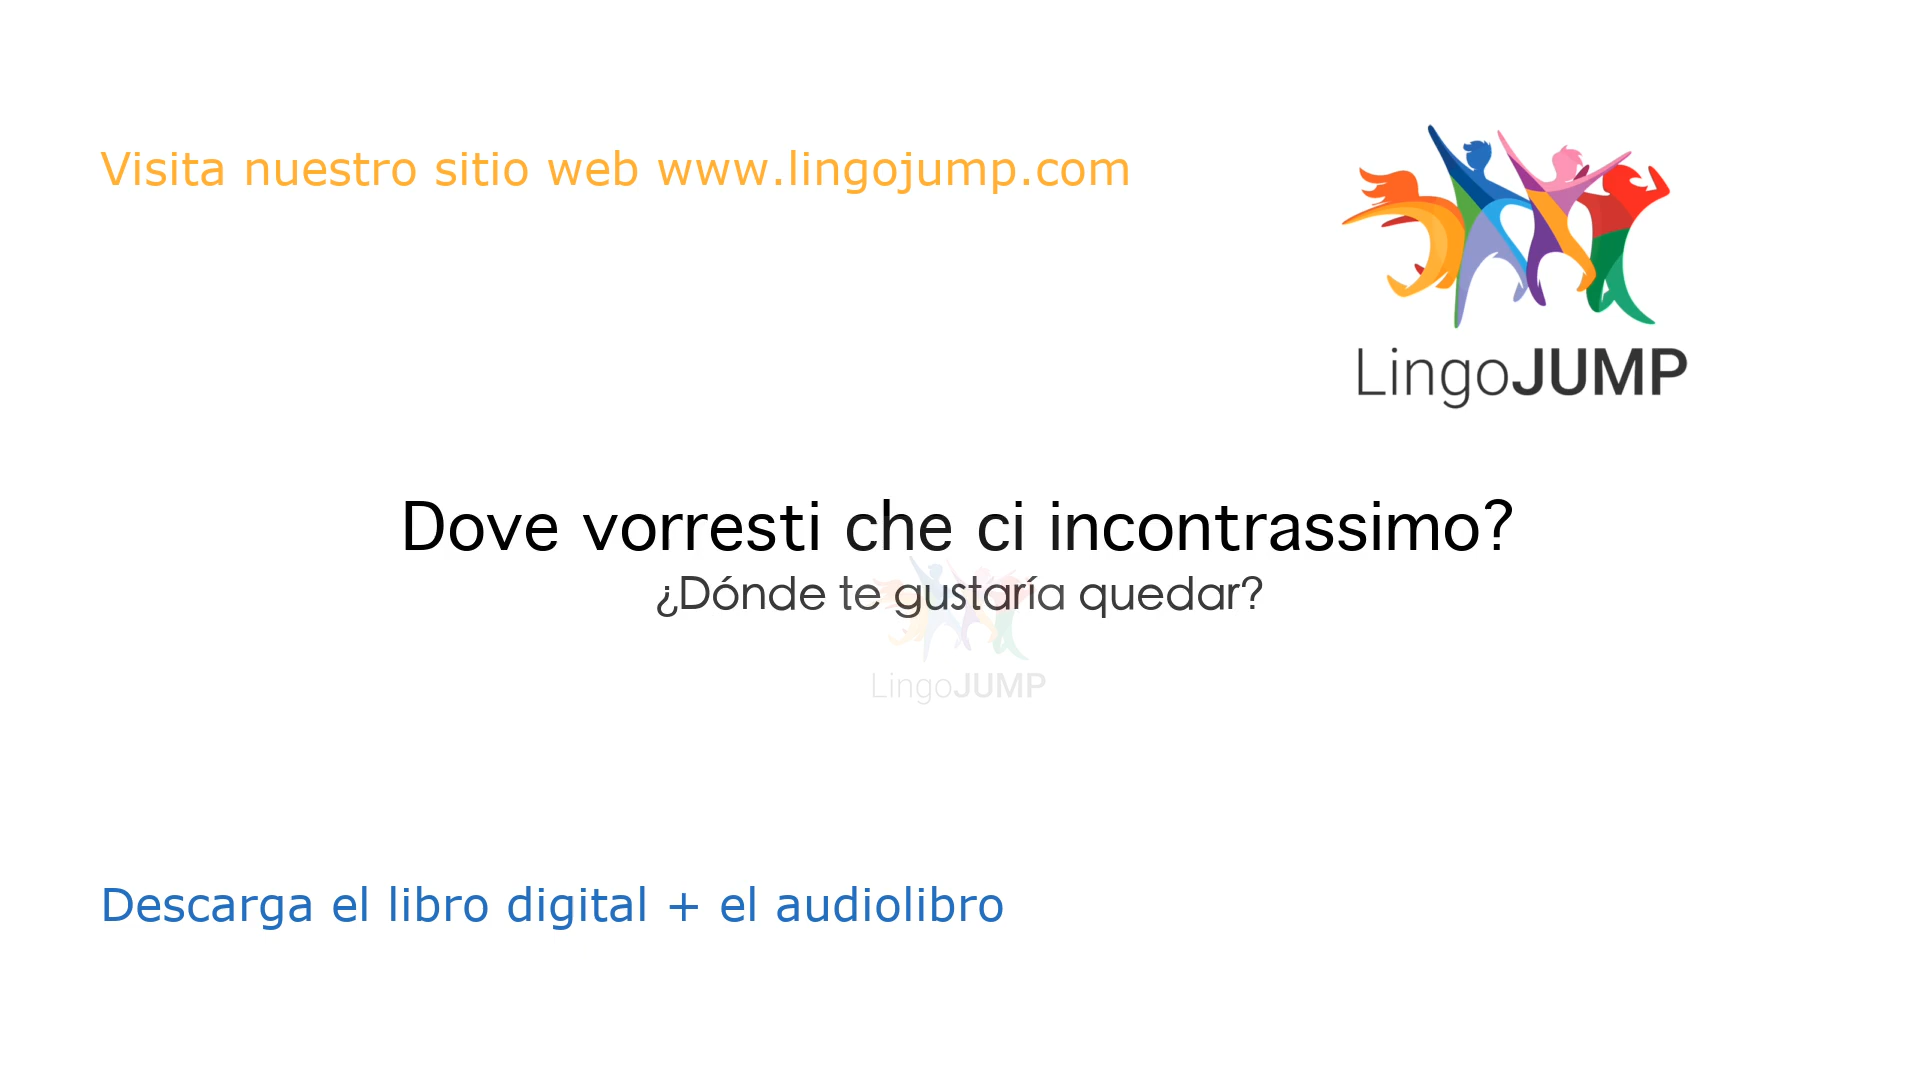 Visita nuestro sitio web www.lingojump.com
LingoJUMP
Dove vorresti che ci incontrassimo?
¿Dónde te gustaría quedar?
LingoJUMP
Descarga el libro digital + el audiolibro